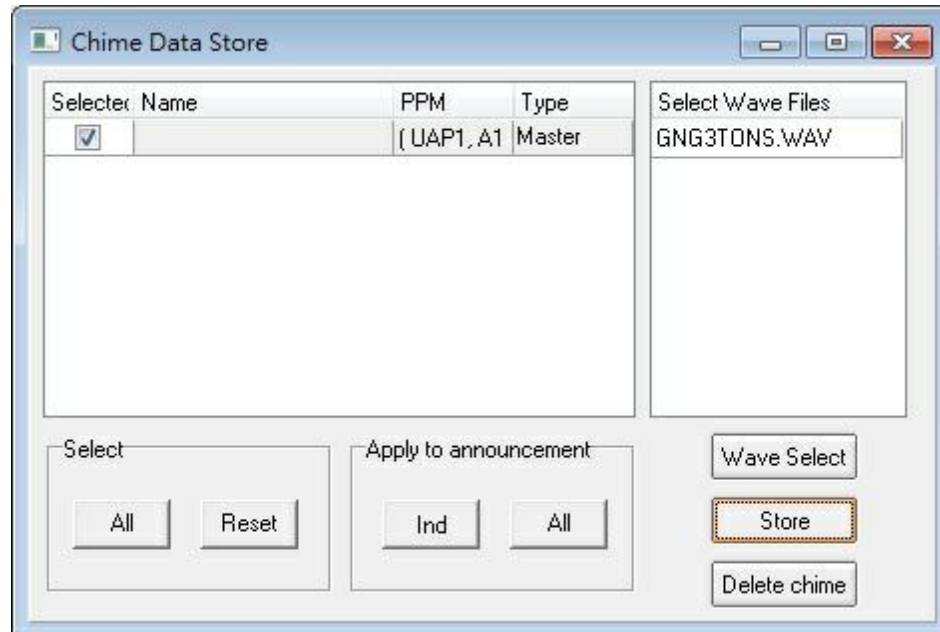 Chime Data Store
Selected Name PPM Type
( UAP1, A1 Master
Select Wave Files
GNG3TONS.WAV
Select
All Reset
Apply to announcement
Ind All
Wave Select
Store
Delete chime